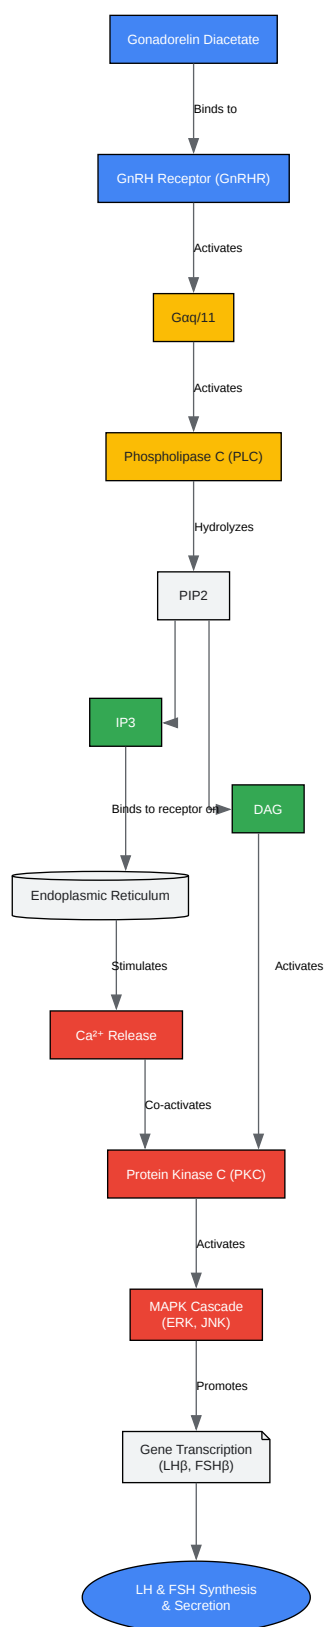 Gonadorelin Diacetate
Binds to
GnRH Receptor (GnRHR)
Activates
Gαq/11
Activates
Phospholipase C (PLC)
Hydrolyzes
PIP2
IP3
Binds to receptor on
DAG
Endoplasmic Reticulum
Stimulates
Activates
Ca²⁺ Release
Co-activates
Protein Kinase C (PKC)
Activates
MAPK Cascade
(ERK, JNK)
Promotes
Gene Transcription
(LHβ, FSHβ)
LH & FSH Synthesis
& Secretion